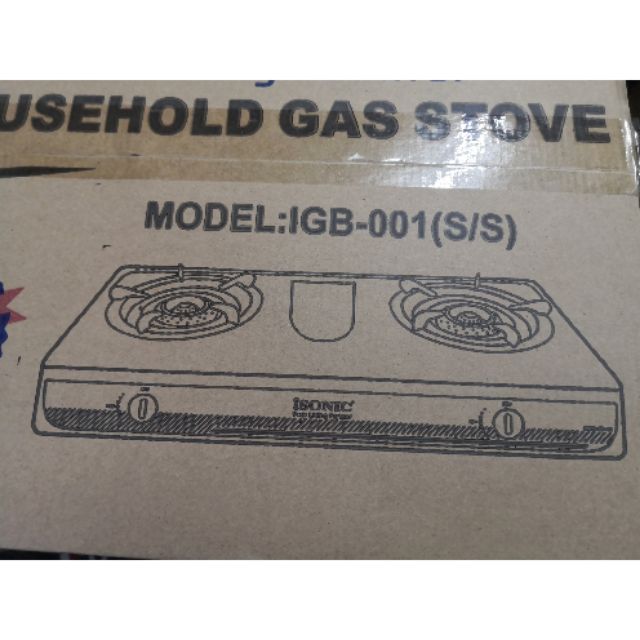 USEHOLD GAS STOVE
MODEL:IGB-001(S/S)
iSONIC